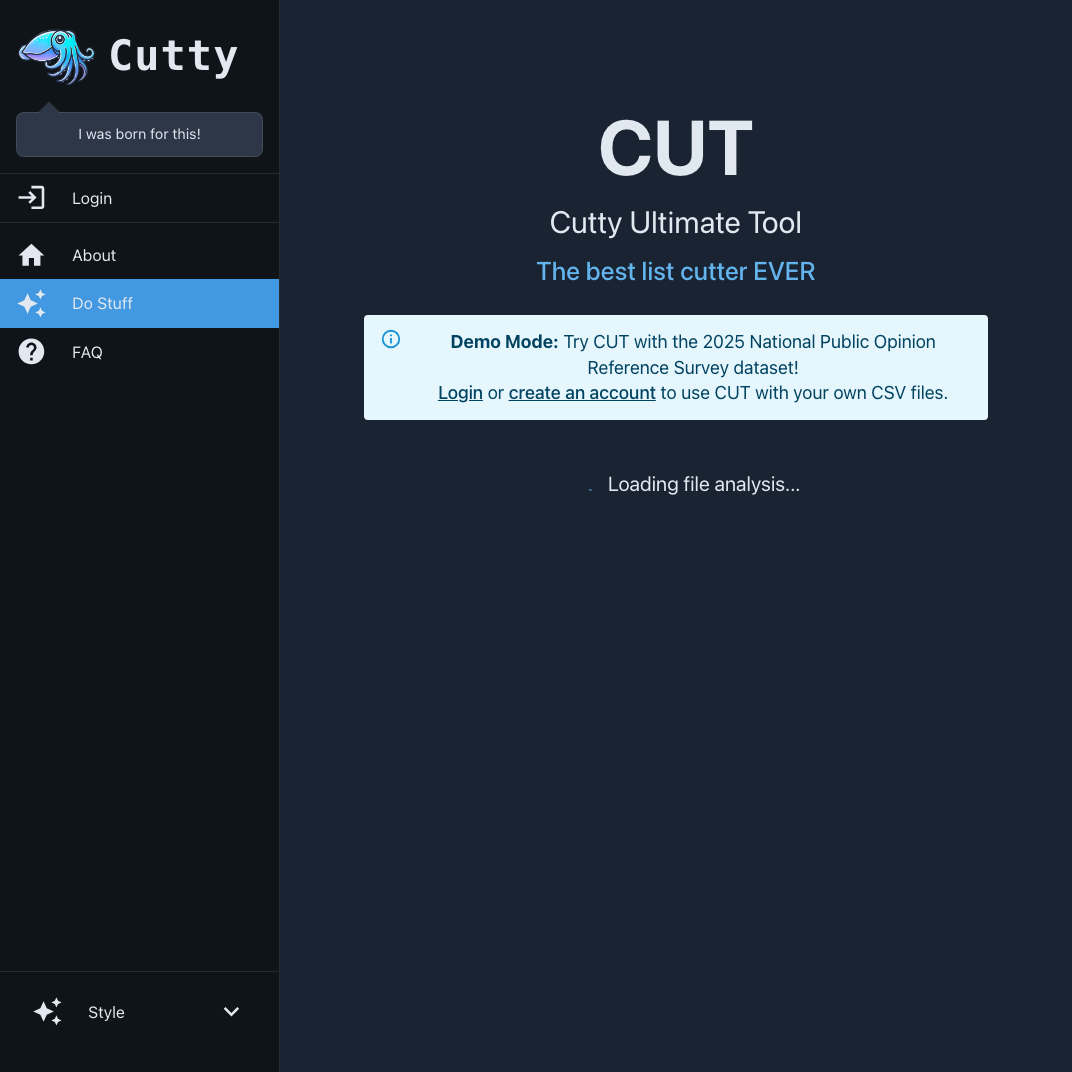 Cutty
I was born for this!
Login
About
Do Stuff
FAQ
Style
CUT
Cutty Ultimate Tool
The best list cutter EVER
Demo Mode: Try CUT with the 2025 National Public Opinion
Reference Survey dataset!
Login or create an account to use CUT with your own CSV files.
Loading file analysis...